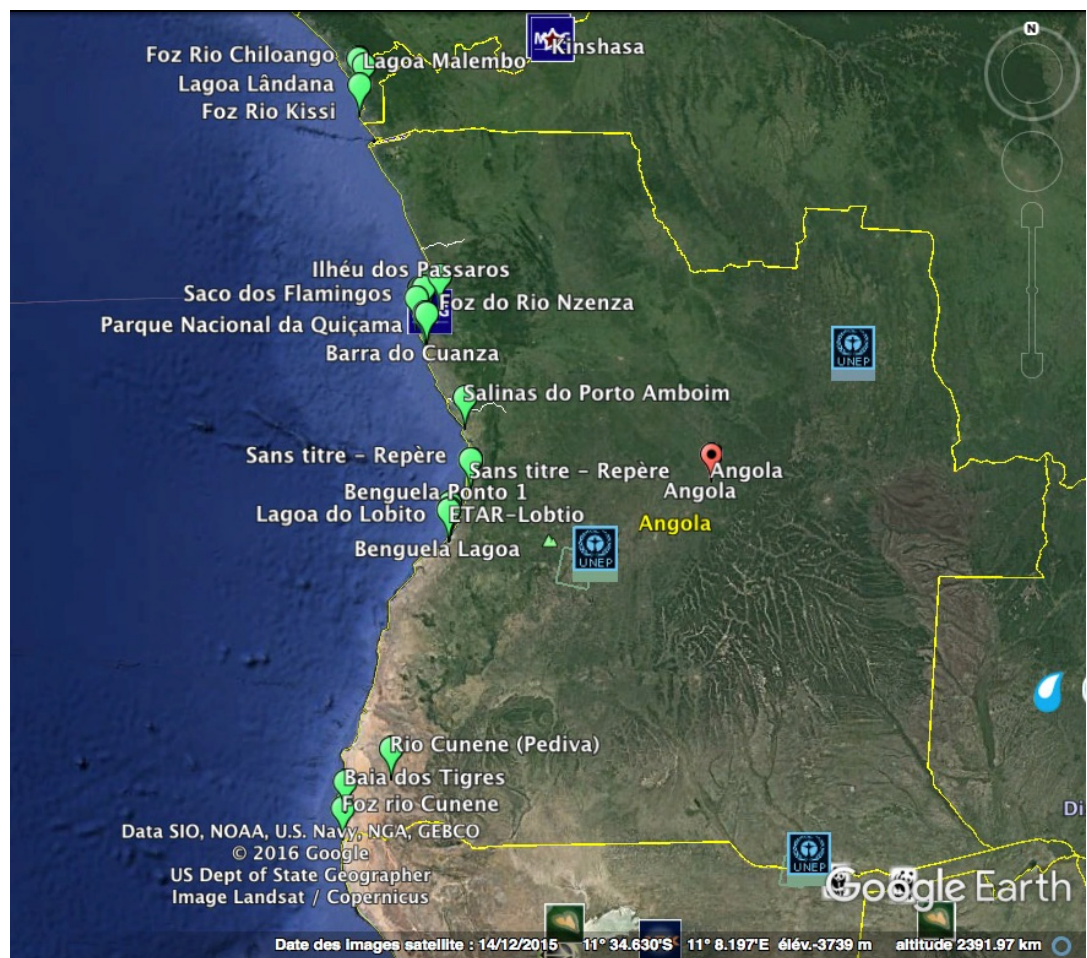 N
Foz Rio Chiloango
Lagoa Malembo
Kinshasa
Lagoa Lândana
Foz Rio Kissi
Ilhéu dos Passaros
Saco dos Flamingos
Foz do Rio Nzenza
Parque Nacional da Quiçama
Barra do Cuanza
UNEP
Salinas do Porto Amboim
Sans titre - Repère
Sans titre - Repère
Angola
Angola
Benguela Ponto 1
Lagoa do Lobito
ETAR-Lobtio
Angola
Benguela Lagoa
UNEP
Rio Cunene (Pediva)
Baia dos Tigres
Foz rio Cunene
Di
Data SIO, NOAA, U.S. Navy, NGA, GEBCO
© 2016 Google
US Dept of State Geographer
Image Landsat / Copernicus
UNEP
Google Earth
Date des images satellite : 14/12/2015 11° 34.630'S 11° 8.197'E élév.-3739 m altitude 2391.97 km